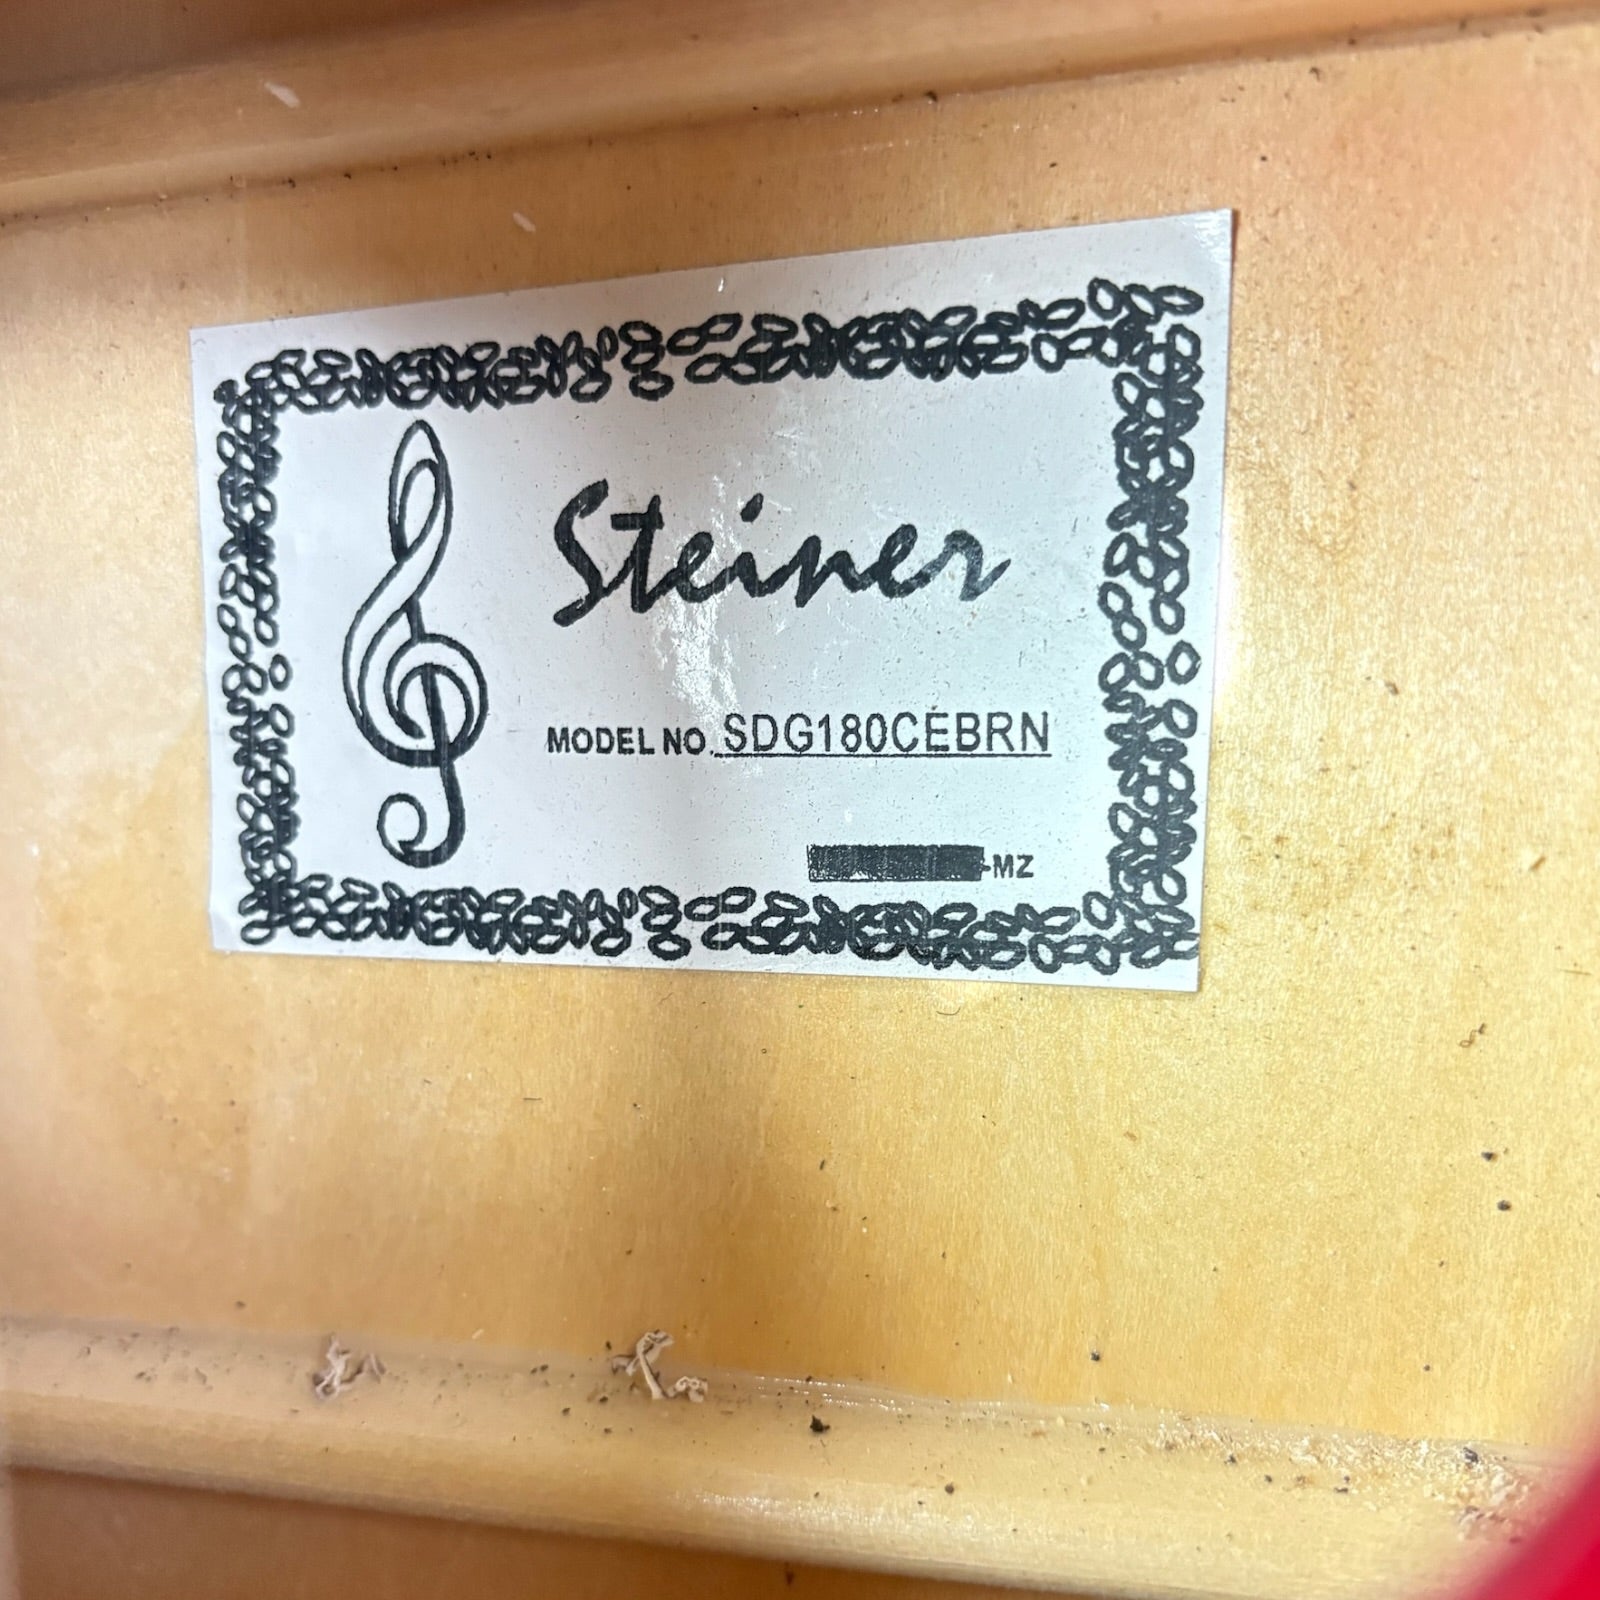 Steiner
MODEL NO. SDG180CEBRN
-MZ